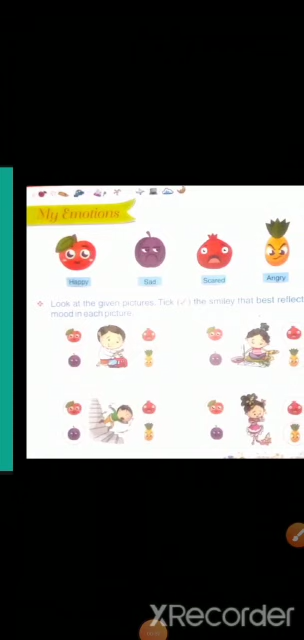 My Emotions
Happy
Sad
Scared
Angry
Look at the given pictures. Tick (✓) the smiley that best reflect
mood in each picture.
XRecorder